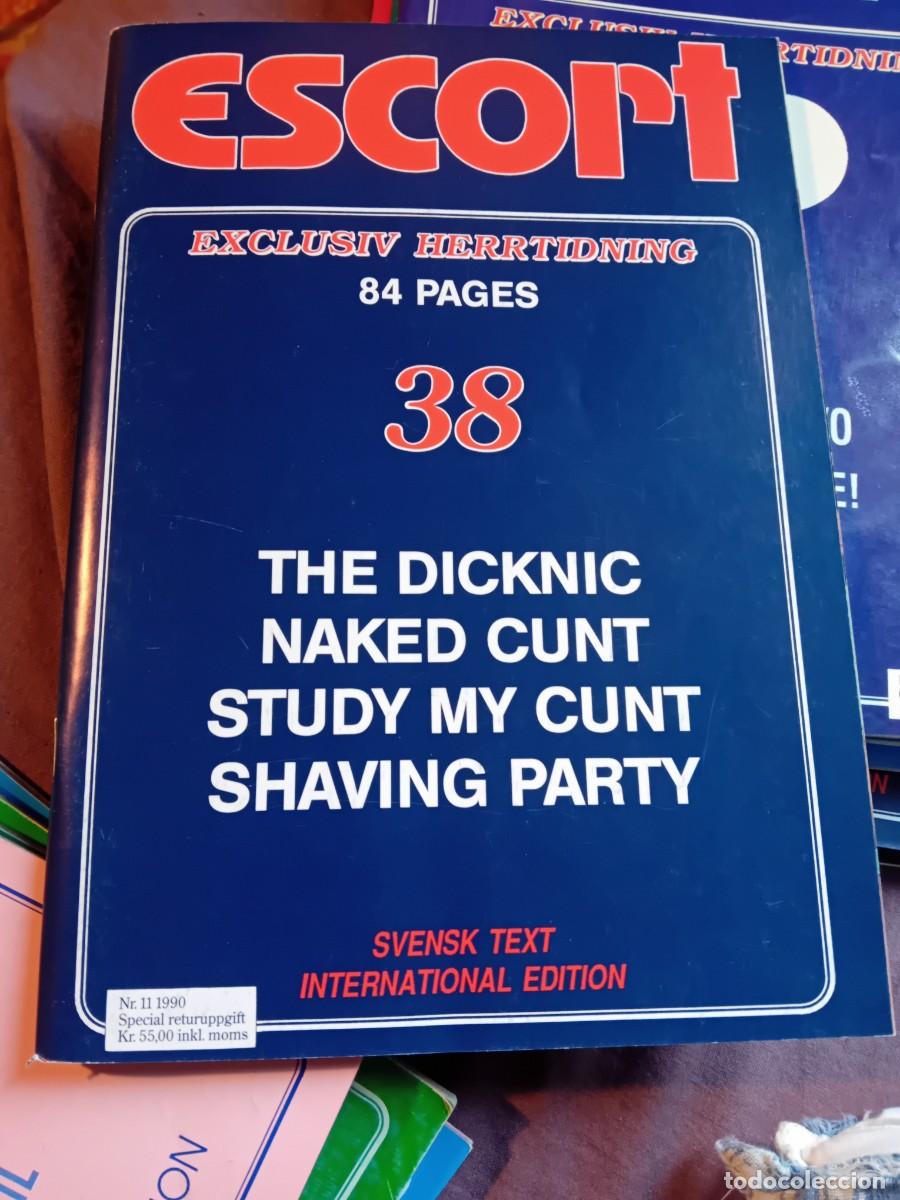 escort
EXCLUSIV HERRTIDNING
84 PAGES
38
THE DICKNIC
NAKED CUNT
STUDY MY CUNT
SHAVING PARTY
SVENSK TEXT
INTERNATIONAL EDITION
Nr. 11 1990
Special returuppgift
Kr. 55,00 inkl. moms
todocoleccion